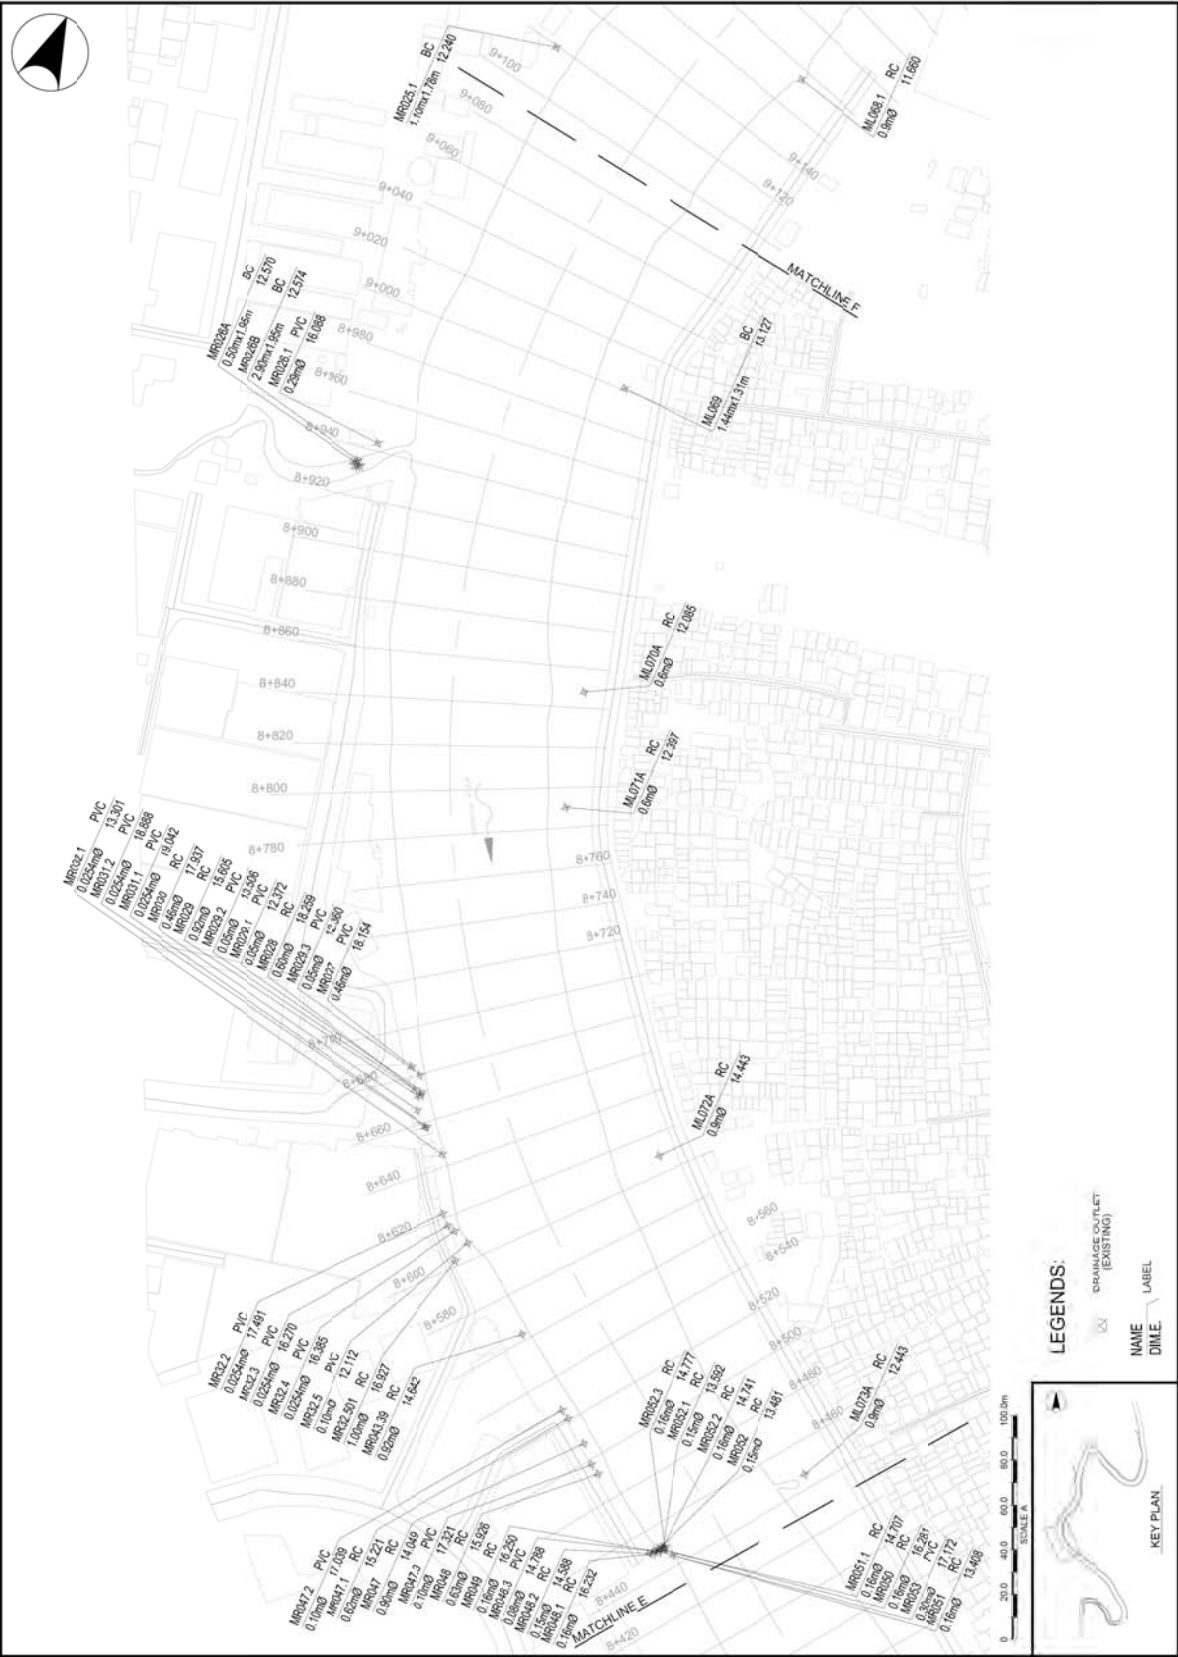 MR025.1 BC
1.10mx1.78m 12.240
9+100
9+080
9+060
9+040
9+020
9+000
8+980
8+960
8+940
8+920
8+900
8+880
8+860
8+840
8+820
8+800
8+780
8+760
8+740
8+720
8+700
8+680
8+660
8+640
8+620
8+600
8+580
8+560
8+540
8+520
8+500
8+480
8+460
8+440
8+420
9+140
9+120
ML068.1 RC
0.9mØ 11.660
MATCHLINE F
MR026A BC
0.50mx1.95m 12.570
MR026B BC
2.90mx1.95m 12.574
MR026.1 PVC
0.29mØ 16.088
ML069 BC
1.44mx1.31m 13.127
ML070A RC
0.6mØ 12.085
ML071A RC
0.6mØ 12.397
MR032.1 PVC
0.0254mØ 13.301
MR031.2 PVC
0.0254mØ 18.888
MR031.1 PVC
0.0254mØ 19.042
MR030 RC
0.46mØ 17.937
MR029 RC
0.92mØ 15.605
MR029.2 PVC
0.05mØ 13.506
MR029.1 PVC
0.05mØ 12.372
MR028 RC
0.60mØ 18.259
MR029.3 PVC
0.05mØ 12.360
MR027 PVC
0.46mØ 18.154
ML072A RC
0.9mØ 14.443
MR32.2 PVC
0.0254mØ 17.491
MR32.3 PVC
0.0254mØ 16.270
MR32.4 PVC
0.0254mØ 16.385
MR32.5 PVC
0.10mØ 12.112
MR32.501 RC
1.00mØ 16.927
MR043.39 RC
0.92mØ 14.642
MR052.3 RC
0.16mØ 14.777
MR052.1 RC
0.15mØ 13.592
MR052.2 RC
0.16mØ 14.741
MR052 RC
0.15mØ 13.481
ML073A RC
0.9mØ 12.443
MR047.2 PVC
0.10mØ 17.039
MR047.1 RC
0.62mØ 15.221
MR047 RC
0.90mØ 14.049
MR047.3 PVC
0.10mØ 17.321
MR048 RC
0.63mØ 15.926
MR049 RC
0.16mØ 16.250
MR048.3 PVC
0.08mØ 14.788
MR048.2 RC
0.15mØ 14.588
MR048.1 RC
0.16mØ 16.232
MATCHLINE E
MR051.1 RC
0.16mØ 14.707
MR050 RC
0.16mØ 16.281
MR053 PVC
0.30mØ 17.172
MR051 RC
0.16mØ 13.408
LEGENDS:
DRAINAGE OUTLET
(EXISTING)
NAME
DIM.E.
LABEL
0 20.0 40.0 60.0 80.0 100.0m
SCALE A
KEY PLAN